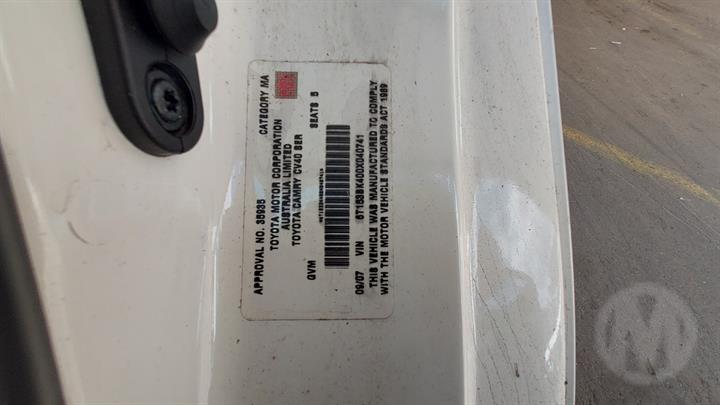 APPROVAL NO. 35935 CATEGORY MA
TOYOTA MOTOR CORPORATION
AUSTRALIA LIMITED
TOYOTA CAMRY CV40 SER
GVM SEATS 5
09/07 VIN 6T153BK400X040741
THIS VEHICLE WAS MANUFACTURED TO COMPLY
WITH THE MOTOR VEHICLE STANDARDS ACT 1989
M